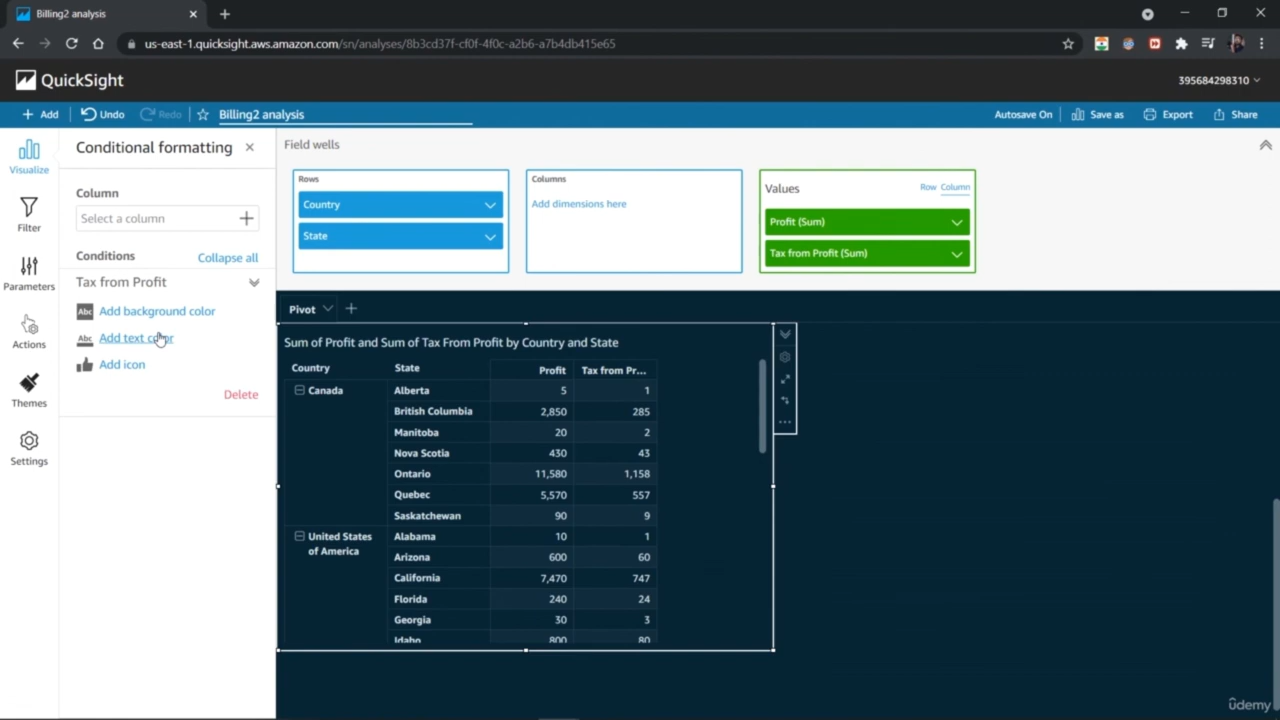 Billing2 analysis
us-east-1.quicksight.aws.amazon.com/sn/analyses/8b3cd37f-cf0f-4f0c-a2b6-a7b4db415e65
QuickSight
395684298310
Add Undo Redo Billing2 analysis Autosave On Save as Export Share
Visualize
Filter
Parameters
Actions
Themes
Settings
Conditional formatting
Column
Select a column
Conditions Collapse all
Tax from Profit
Abc Add background color
Abc Add text color
Add icon
Delete
Field wells
Rows
Country
State
Columns
Add dimensions here
Values Row Column
Profit (Sum)
Tax from Profit (Sum)
Pivot
Sum of Profit and Sum of Tax From Profit by Country and State
Country State Profit Tax from Pr...
Canada Alberta 5 1
British Columbia 2,850 285
Manitoba 20 2
Nova Scotia 430 43
Ontario 11,580 1,158
Quebec 5,570 557
Saskatchewan 90 9
United States Alabama 10 1
of America Arizona 600 60
California 7,470 747
Florida 240 24
Georgia 30 3
Idaho 800 80
ûdemy